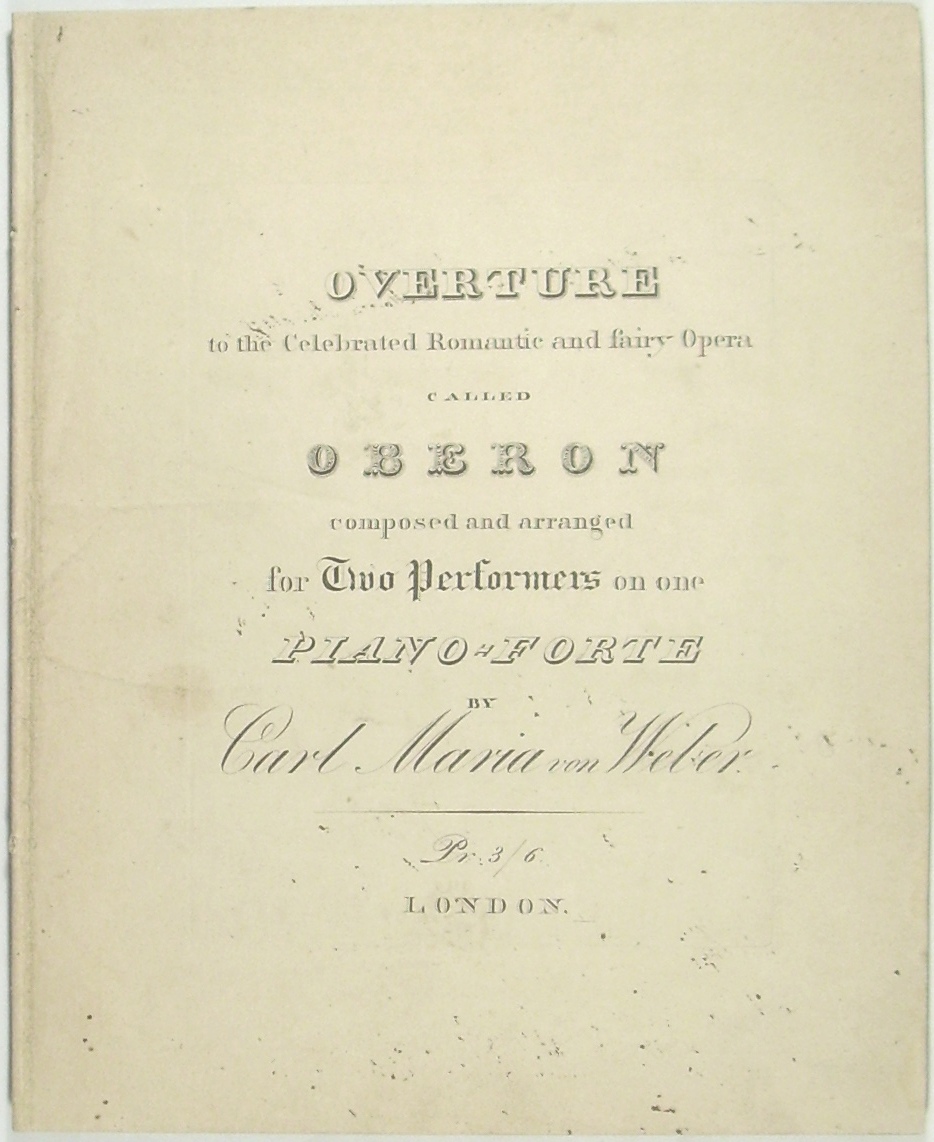 OVERTURE
to the Celebrated Romantic and fairy Opera
CALLED
OBERON
composed and arranged
for Two Performers on one
PIANO-FORTE
BY
Carl Maria von Weber.
Pr. 3/6
LONDON.